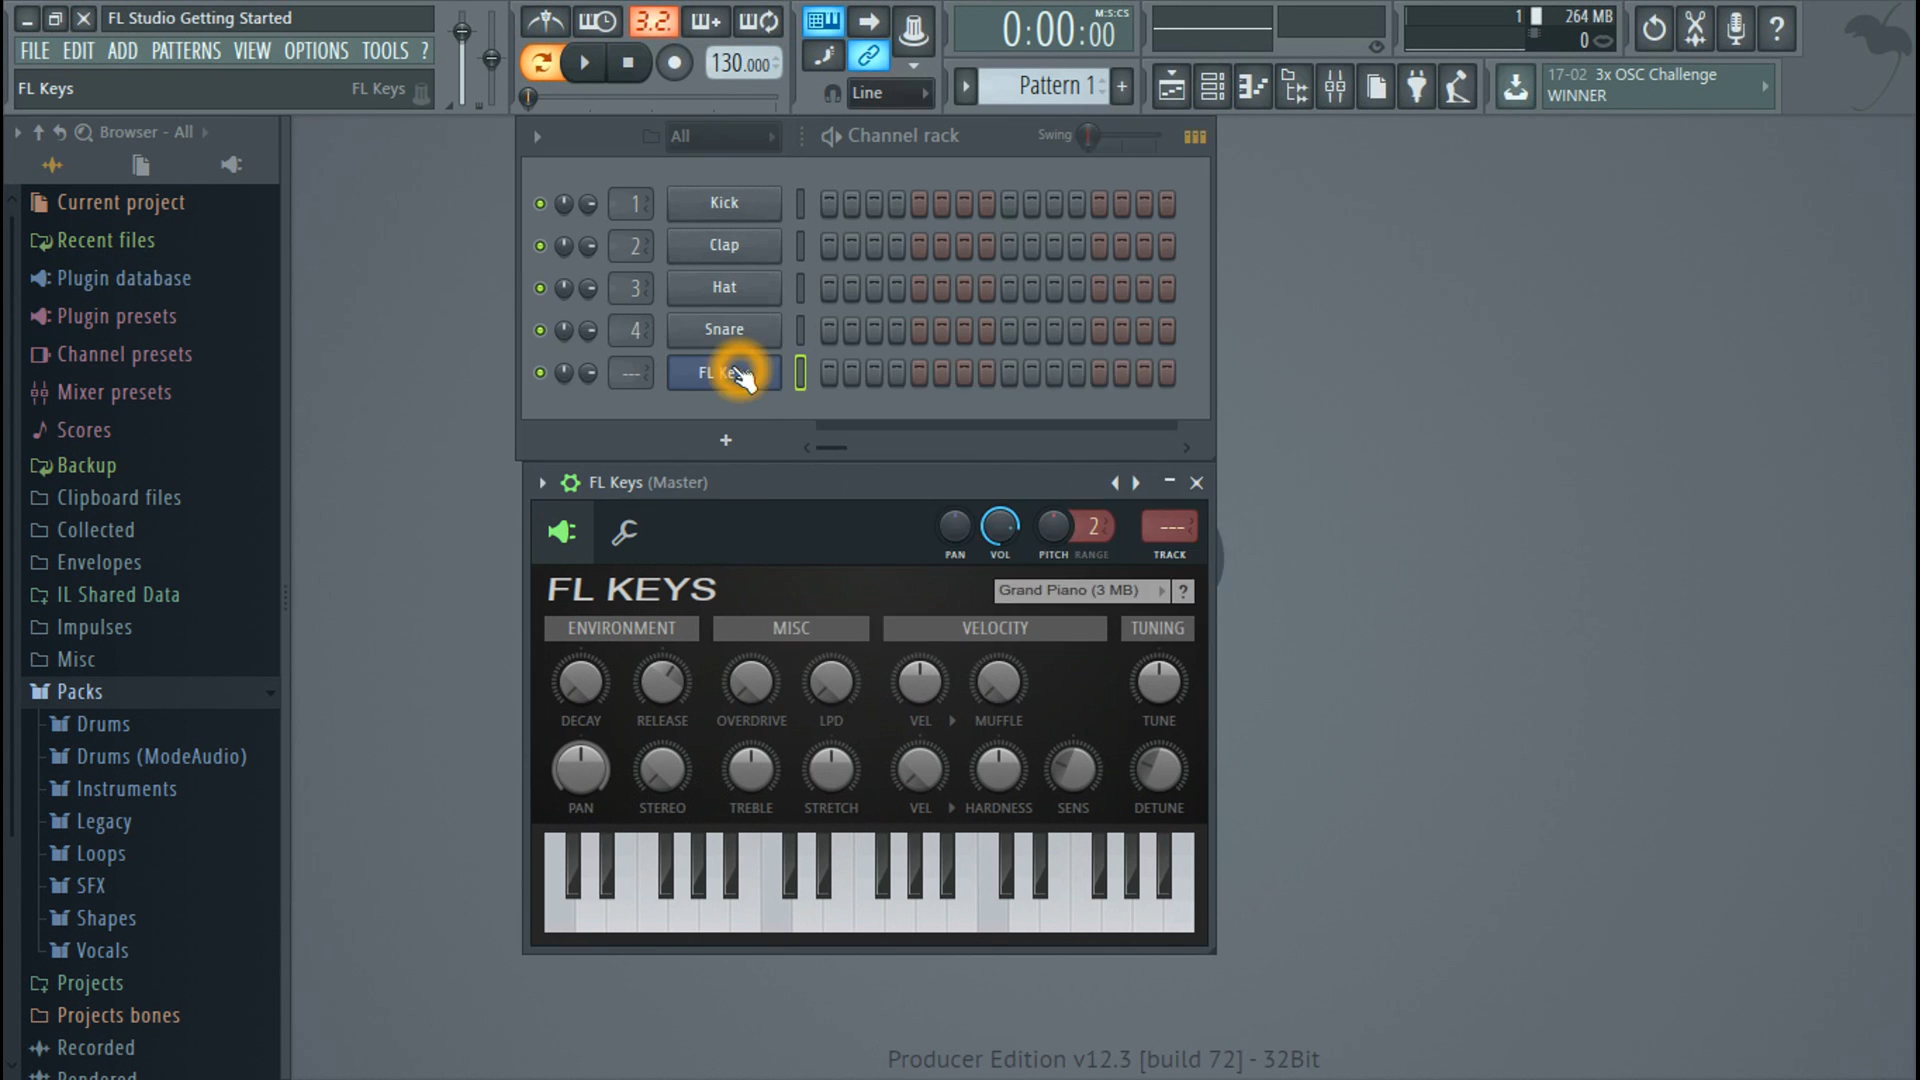 FL Studio Getting Started
FILE EDIT ADD PATTERNS VIEW OPTIONS TOOLS ?
FL Keys FL Keys
3.2.
130.000
Line
0:00:00 M:S:CS
Pattern 1 +
1 264 MB
0
?
17-02 3x OSC Challenge
WINNER
Browser - All
Current project
Recent files
Plugin database
Plugin presets
Channel presets
Mixer presets
Scores
Backup
Clipboard files
Collected
Envelopes
IL Shared Data
Impulses
Misc
Packs
Drums
Drums (ModeAudio)
Instruments
Legacy
Loops
SFX
Shapes
Vocals
Projects
Projects bones
Recorded
Rendered
All Channel rack Swing
1 Kick
2 Clap
3 Hat
4 Snare
--- FL Keys
+
FL Keys (Master)
2 ---
PAN VOL PITCH RANGE TRACK
FL KEYS
Grand Piano (3 MB) ?
ENVIRONMENT MISC VELOCITY TUNING
DECAY RELEASE OVERDRIVE LPD VEL MUFFLE TUNE
PAN STEREO TREBLE STRETCH VEL HARDNESS SENS DETUNE
Producer Edition v12.3 [build 72] - 32Bit